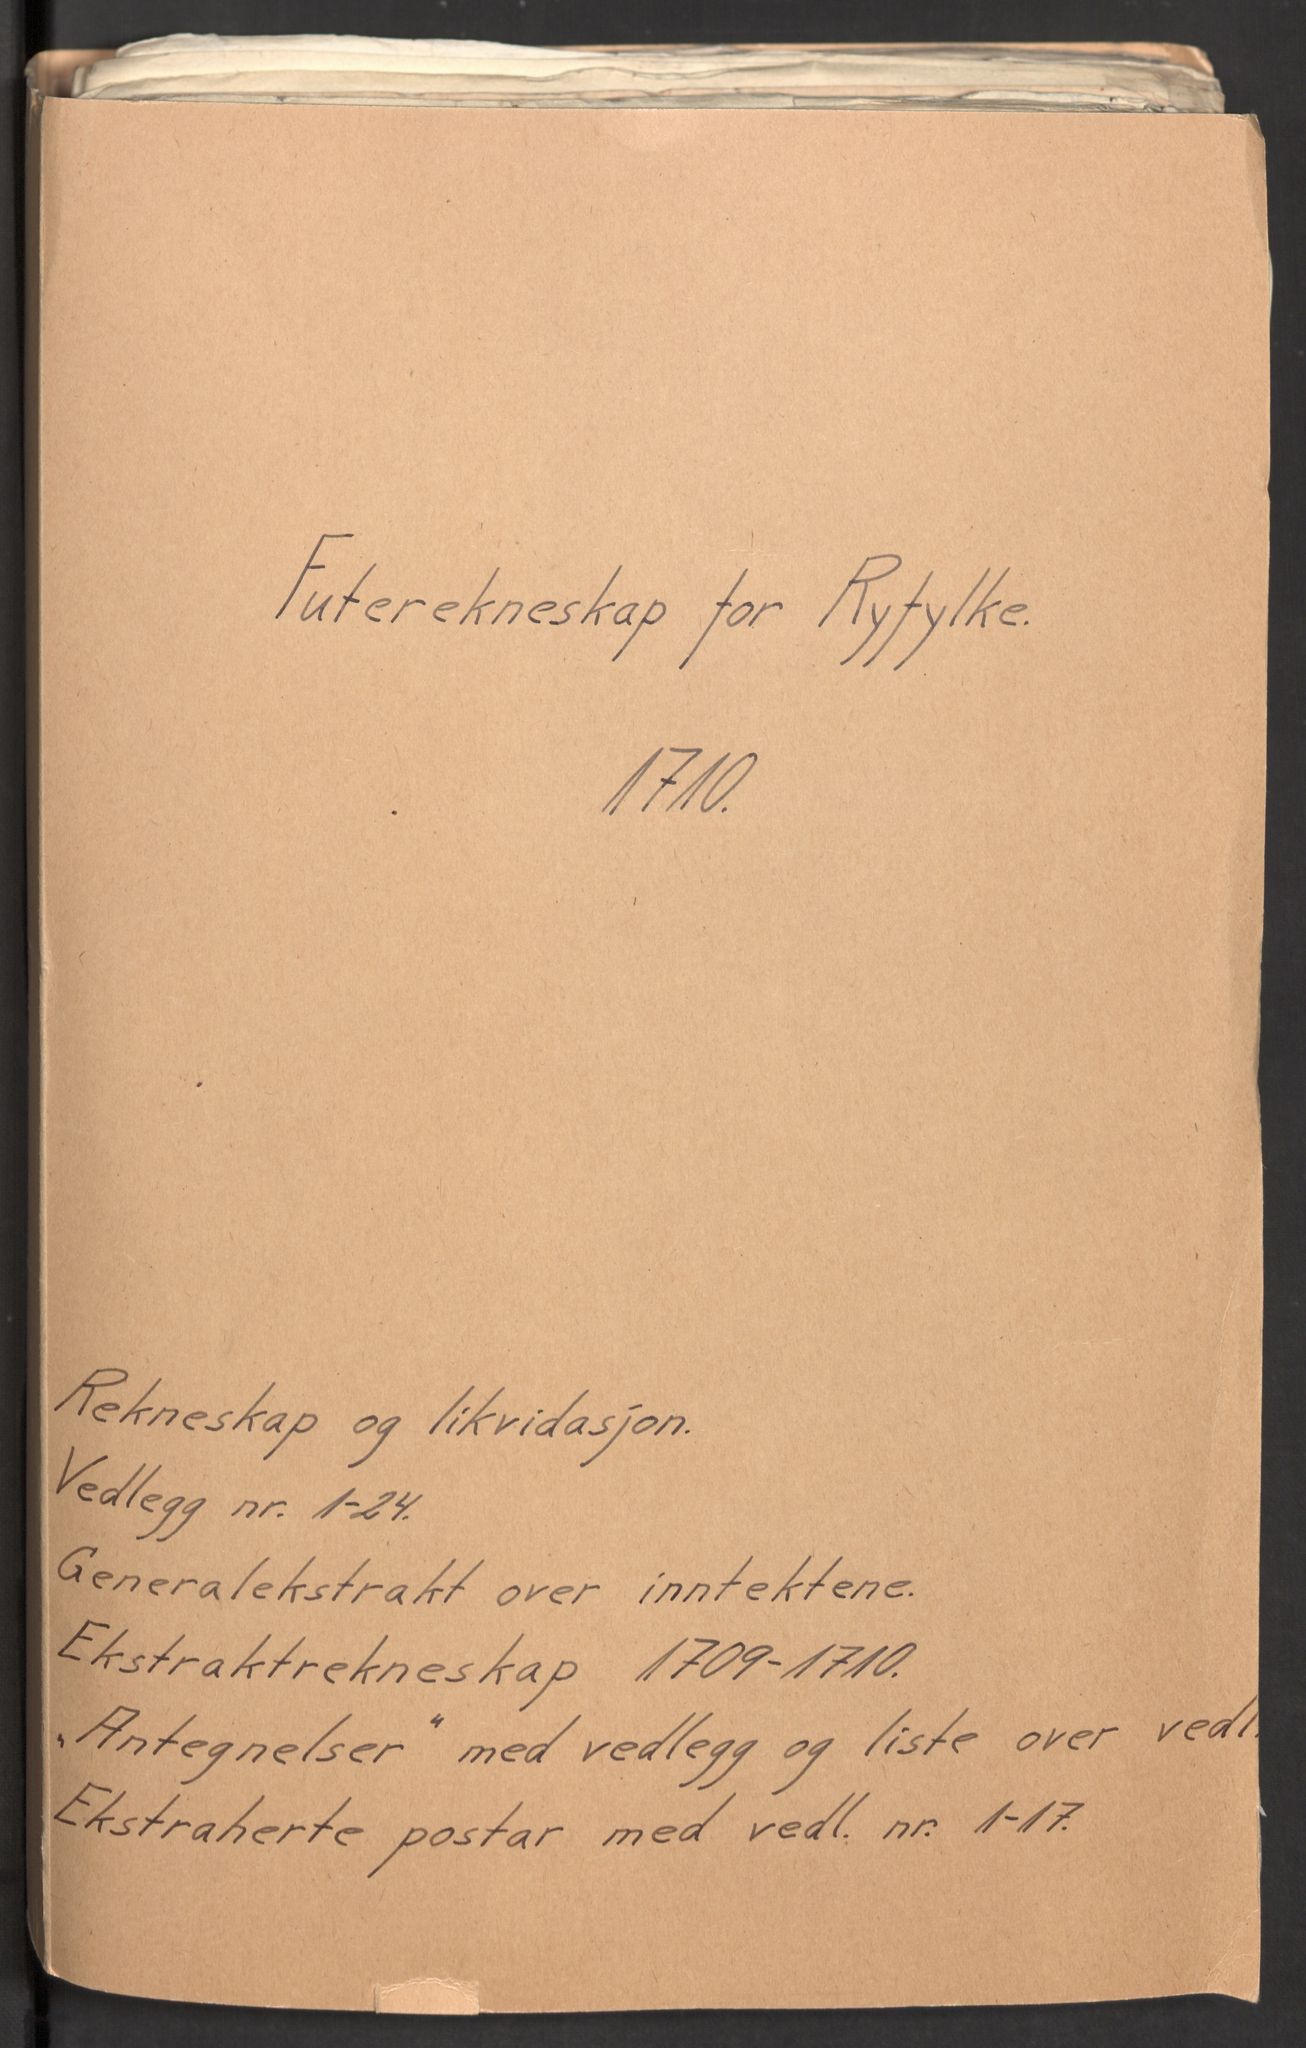 Futerekneskap for Ryfylke.
1710.
Rekneskap og likvidasjon.
Vedlegg nr. 1-24.
Generalekstrakt over inntektene.
Ekstraktrekneskap 1709-1710.
„Antegnelser“ med vedlegg og liste over vedl.
Ekstraherte postar med vedl. nr. 1-17.